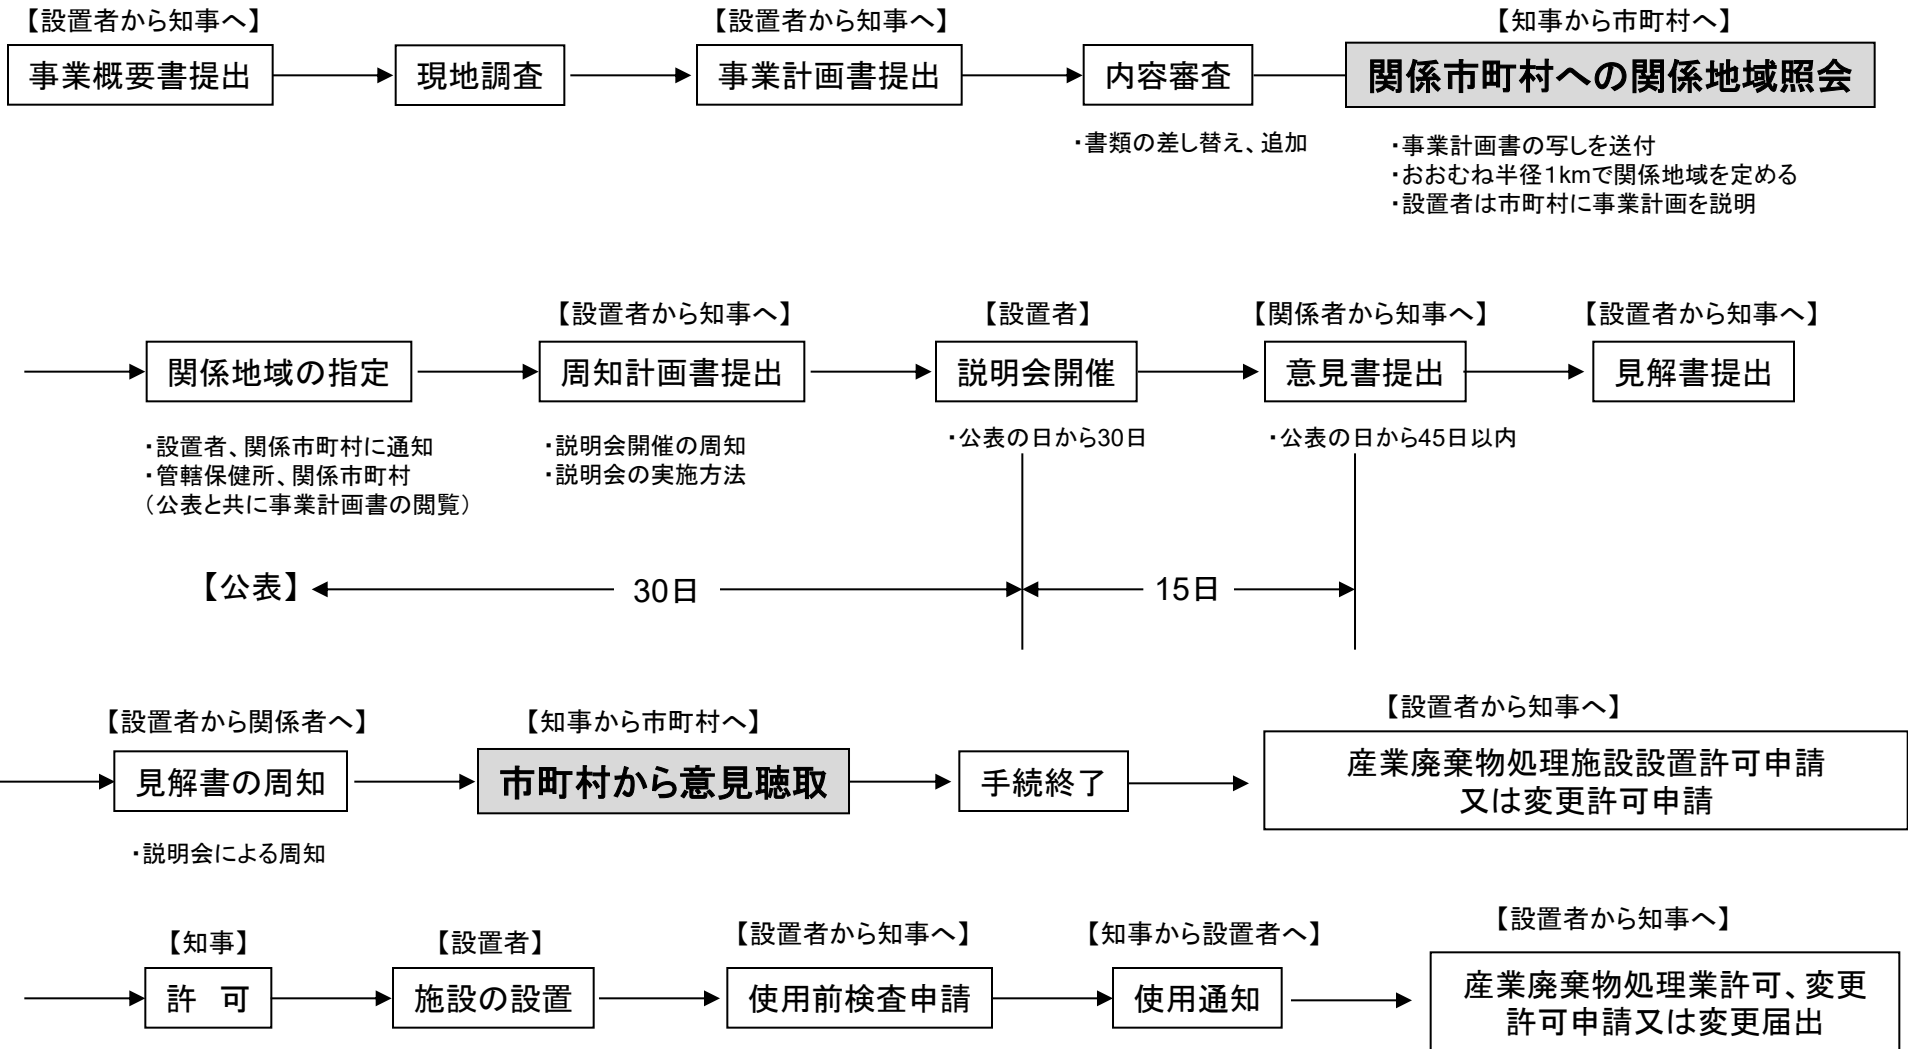 【設置者から知事へ】
事業概要書提出
現地調査
【設置者から知事へ】
事業計画書提出
内容審査
・書類の差し替え、追加
【知事から市町村へ】
関係市町村への関係地域照会
・事業計画書の写しを送付
・おおむね半径1kmで関係地域を定める
・設置者は市町村に事業計画を説明
関係地域の指定
・設置者、関係市町村に通知
・管轄保健所、関係市町村
（公表と共に事業計画書の閲覧）
【設置者から知事へ】
周知計画書提出
・説明会開催の周知
・説明会の実施方法
【設置者】
説明会開催
・公表の日から30日
【関係者から知事へ】
意見書提出
・公表の日から45日以内
【設置者から知事へ】
見解書提出
【公表】
30日
15日
【設置者から関係者へ】
見解書の周知
・説明会による周知
【知事から市町村へ】
市町村から意見聴取
手続終了
【設置者から知事へ】
産業廃棄物処理施設設置許可申請
又は変更許可申請
【知事】
許　可
【設置者】
施設の設置
【設置者から知事へ】
使用前検査申請
【知事から設置者へ】
使用通知
【設置者から知事へ】
産業廃棄物処理業許可、変更
許可申請又は変更届出